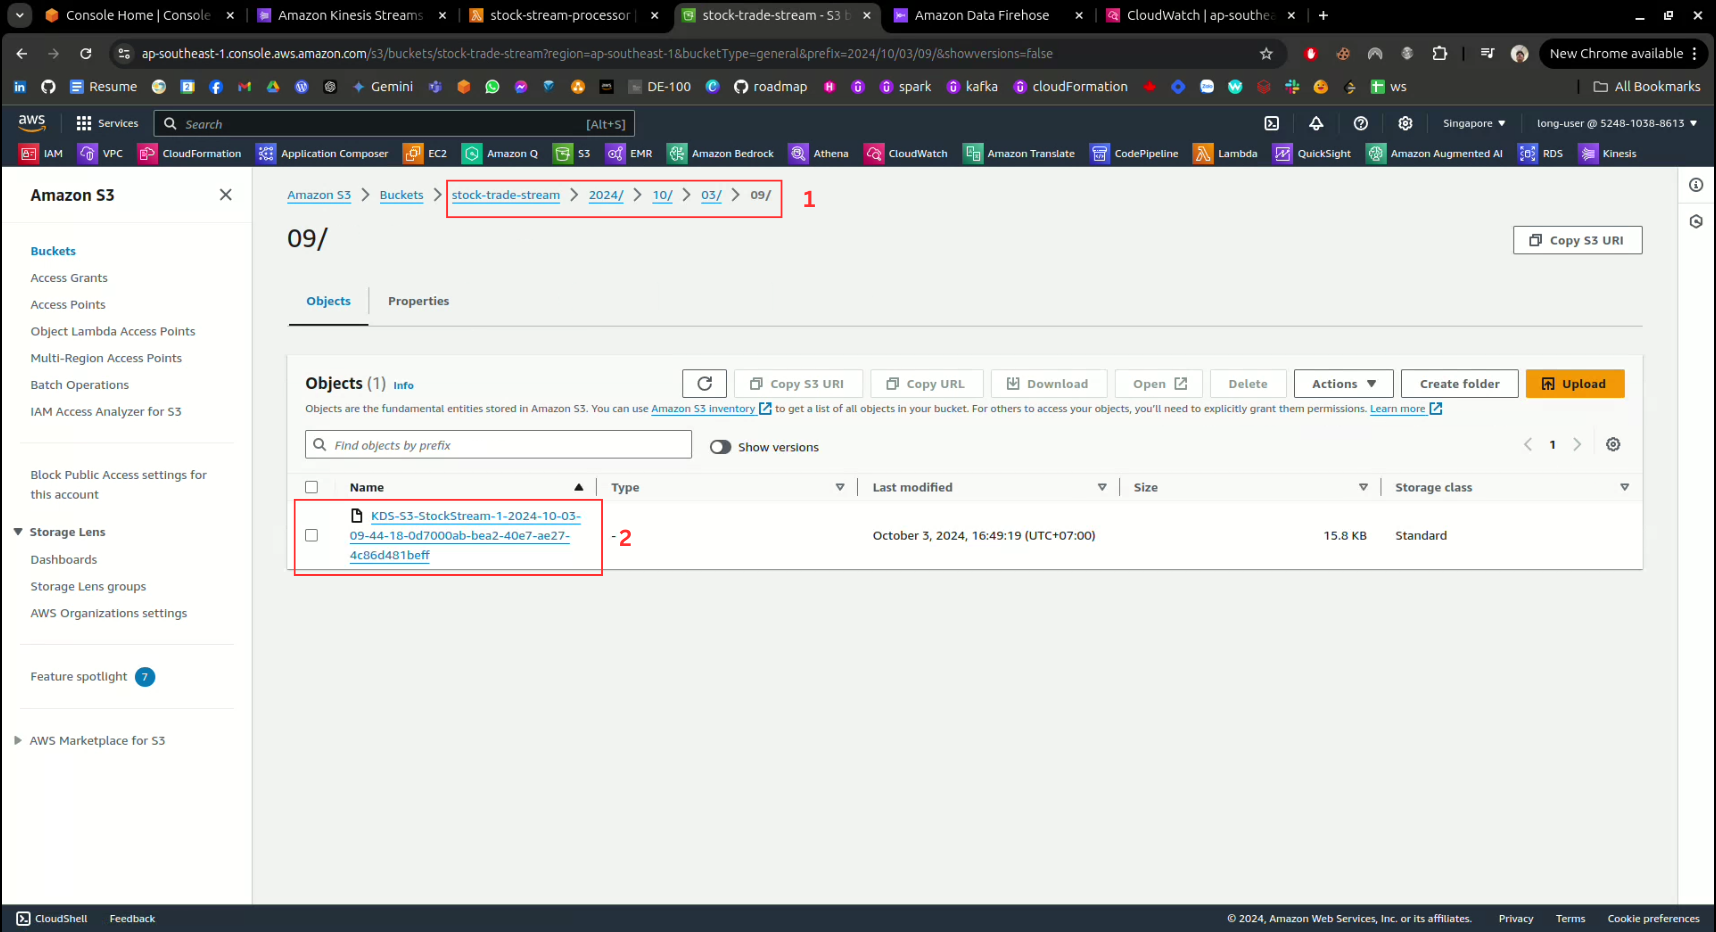 Console Home | Console
Amazon Kinesis Streams
stock-stream-processor |
stock-trade-stream - S3 b
Amazon Data Firehose
CloudWatch | ap-southea
ap-southeast-1.console.aws.amazon.com/s3/buckets/stock-trade-stream?region=ap-southeast-1&bucketType=general&prefix=2024/10/03/09/&showversions=false
New Chrome available
Resume
Gemini
DE-100
roadmap
spark
kafka
cloudFormation
ws
All Bookmarks
aws
Services
Search
[Alt+S]
Singapore
long-user @ 5248-1038-8613
IAM
VPC
CloudFormation
Application Composer
EC2
Amazon Q
S3
EMR
Amazon Bedrock
Athena
CloudWatch
Amazon Translate
CodePipeline
Lambda
QuickSight
Amazon Augmented AI
RDS
Kinesis
Amazon S3
Buckets
Access Grants
Access Points
Object Lambda Access Points
Multi-Region Access Points
Batch Operations
IAM Access Analyzer for S3
Block Public Access settings for
this account
Storage Lens
Dashboards
Storage Lens groups
AWS Organizations settings
Feature spotlight 7
AWS Marketplace for S3
Amazon S3 > Buckets > stock-trade-stream > 2024/ > 10/ > 03/ > 09/
1
09/
Copy S3 URI
Objects
Properties
Objects (1) Info
Copy S3 URI
Copy URL
Download
Open
Delete
Actions
Create folder
Upload
Objects are the fundamental entities stored in Amazon S3. You can use Amazon S3 inventory to get a list of all objects in your bucket. For others to access your objects, you'll need to explicitly grant them permissions. Learn more
Find objects by prefix
Show versions
1
Name
Type
Last modified
Size
Storage class
KDS-S3-StockStream-1-2024-10-03-
09-44-18-0d7000ab-bea2-40e7-ae27-
4c86d481beff
-
2
October 3, 2024, 16:49:19 (UTC+07:00)
15.8 KB
Standard
CloudShell
Feedback
© 2024, Amazon Web Services, Inc. or its affiliates.
Privacy
Terms
Cookie preferences